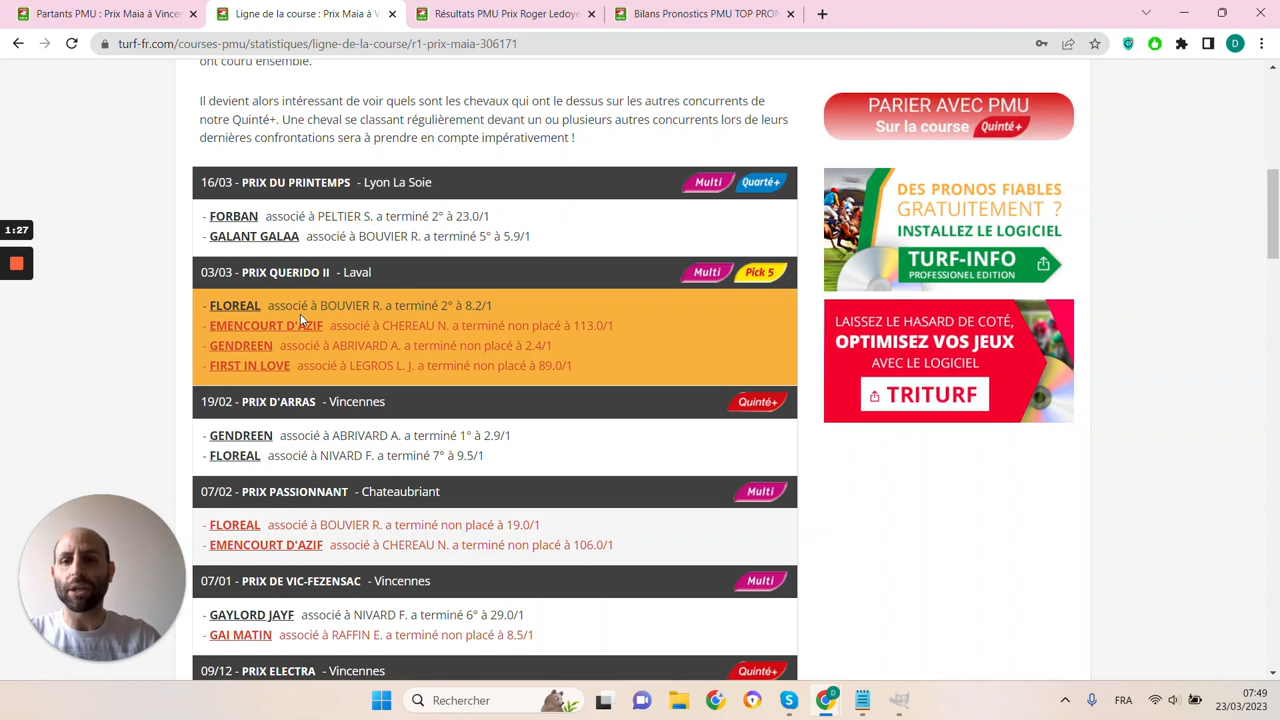 Partants PMU : Prix Maia à Vincen
Ligne de la course : Prix Maia à V
Résultats PMU Prix Roger Ledoye
Bilans Pronostics PMU TOP PRON
turf-fr.com/courses-pmu/statistiques/ligne-de-la-course/r1-prix-maia-306171
D
ont couru ensemble.
Il devient alors intéressant de voir quels sont les chevaux qui ont le dessus sur les autres concurrents de
notre Quinté+. Une cheval se classant régulièrement devant un ou plusieurs autres concurrents lors de leurs
dernières confrontations sera à prendre en compte impérativement !
16/03 - PRIX DU PRINTEMPS - Lyon La Soie Multi Quarté+
- FORBAN associé à PELTIER S. a terminé 2° à 23.0/1
- GALANT GALAA associé à BOUVIER R. a terminé 5° à 5.9/1
03/03 - PRIX QUERIDO II - Laval Multi Pick 5
- FLOREAL associé à BOUVIER R. a terminé 2° à 8.2/1
- EMENCOURT D'AZIF associé à CHEREAU N. a terminé non placé à 113.0/1
- GENDREEN associé à ABRIVARD A. a terminé non placé à 2.4/1
- FIRST IN LOVE associé à LEGROS L. J. a terminé non placé à 89.0/1
19/02 - PRIX D'ARRAS - Vincennes Quinté+
- GENDREEN associé à ABRIVARD A. a terminé 1° à 2.9/1
- FLOREAL associé à NIVARD F. a terminé 7° à 9.5/1
07/02 - PRIX PASSIONNANT - Chateaubriant Multi
- FLOREAL associé à BOUVIER R. a terminé non placé à 19.0/1
- EMENCOURT D'AZIF associé à CHEREAU N. a terminé non placé à 106.0/1
07/01 - PRIX DE VIC-FEZENSAC - Vincennes Multi
- GAYLORD JAYF associé à NIVARD F. a terminé 6° à 29.0/1
- GAI MATIN associé à RAFFIN E. a terminé non placé à 8.5/1
09/12 - PRIX ELECTRA - Vincennes Quinté+
PARIER AVEC PMU
Sur la course Quinté+
DES PRONOS FIABLES
GRATUITEMENT ?
INSTALLEZ LE LOGICIEL
TURF-INFO
PROFESSIONEL EDITION
LAISSEZ LE HASARD DE COTÉ,
OPTIMISEZ VOS JEUX
AVEC LE LOGICIEL
TRITURF
1:27
Rechercher
D
FRA
07:49
23/03/2023